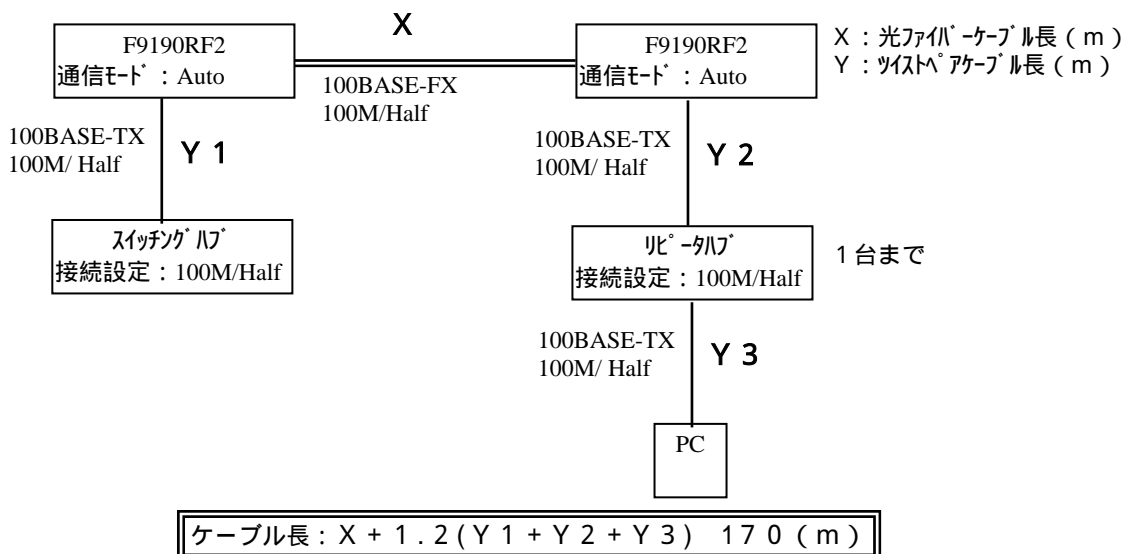 X
F9190RF2
通信ﾓｰﾄﾞ：Auto
F9190RF2
通信ﾓｰﾄﾞ：Auto
X：光ﾌｧｲﾊﾞｰｹｰﾌﾞﾙ長（m）
Y：ﾂｲｽﾄﾍﾟｱｹｰﾌﾞﾙ長（m）
100BASE-FX
100M/Half
100BASE-TX
100M/ Half
Y 1
100BASE-TX
100M/ Half
Y 2
ｽｲｯﾁﾝｸﾞﾊﾌﾞ
接続設定：100M/Half
ﾘﾋﾟｰﾀﾊﾌﾞ
接続設定：100M/Half
1台まで
100BASE-TX
100M/ Half
Y 3
PC
ケーブル長：X + 1.2(Y1 + Y2 + Y3) 170(m)